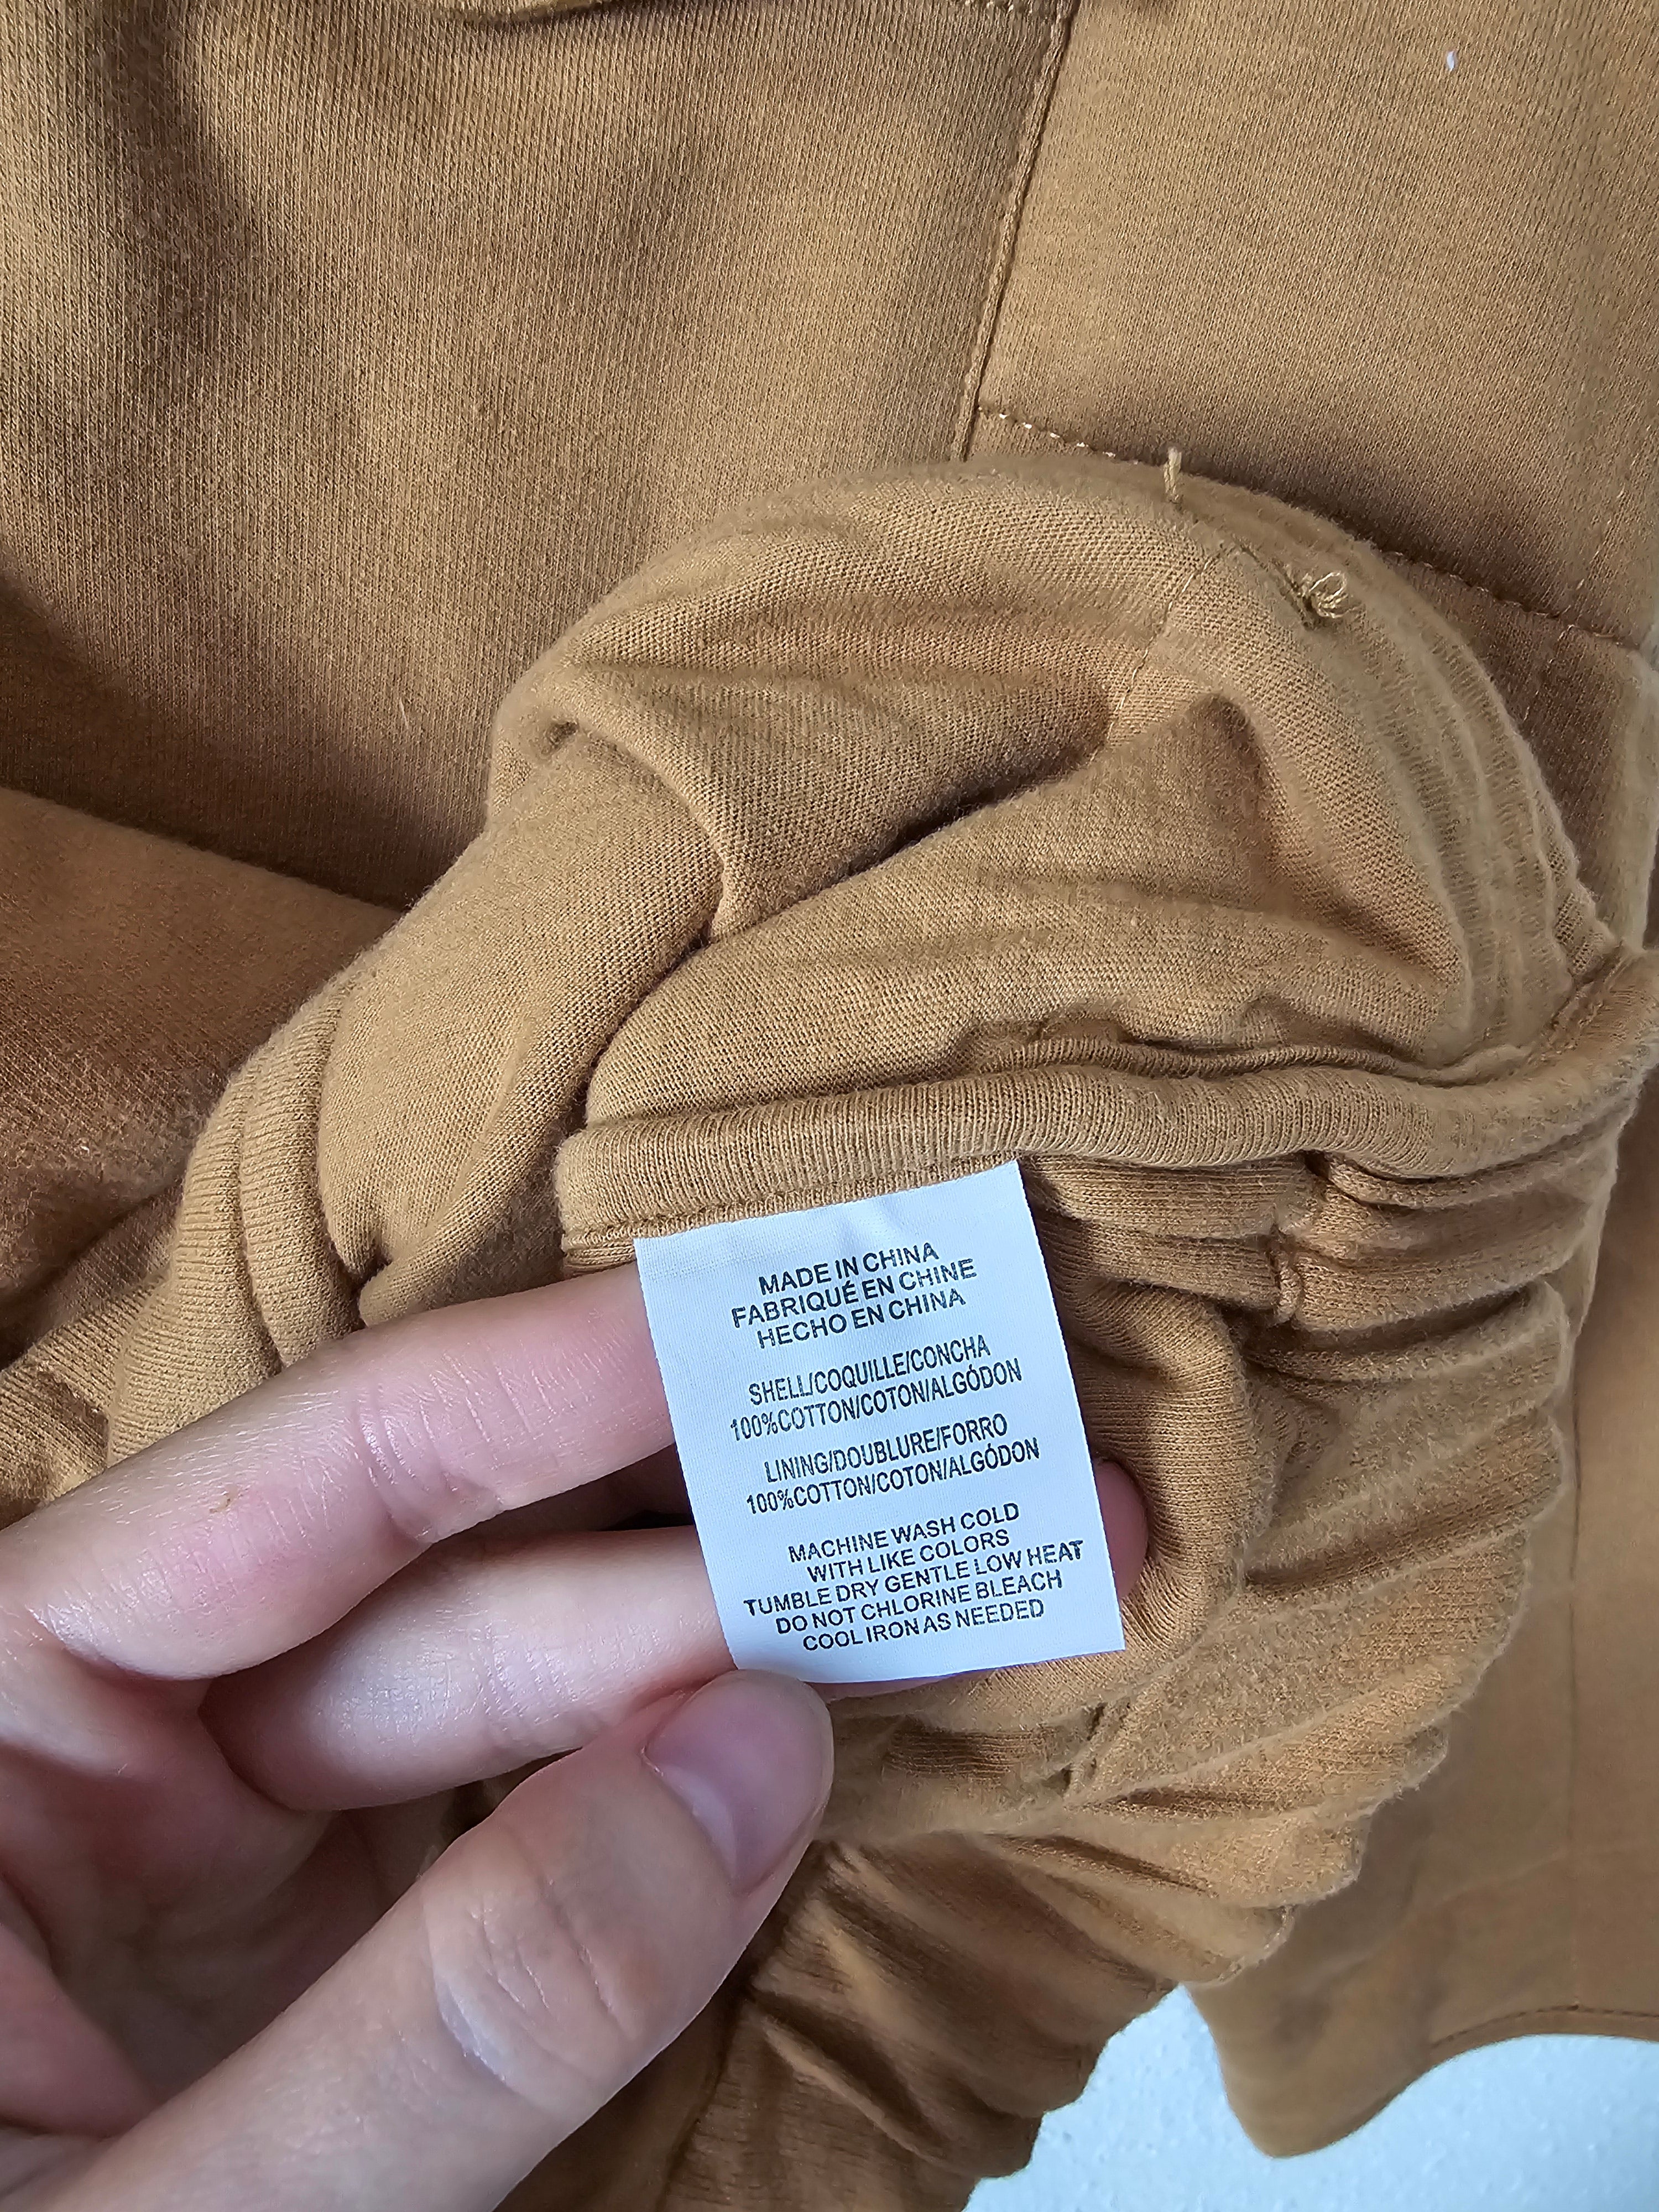 MADE IN CHINA
FABRIQUÉ EN CHINE
HECHO EN CHINA
SHELL/COQUILLE/CONCHA
100%COTTON/COTON/ALGÓDON
LINING/DOUBLURE/FORRO
100%COTTON/COTON/ALGÓDON
MACHINE WASH COLD
WITH LIKE COLORS
TUMBLE DRY GENTLE LOW HEAT
DO NOT CHLORINE BLEACH
COOL IRON AS NEEDED